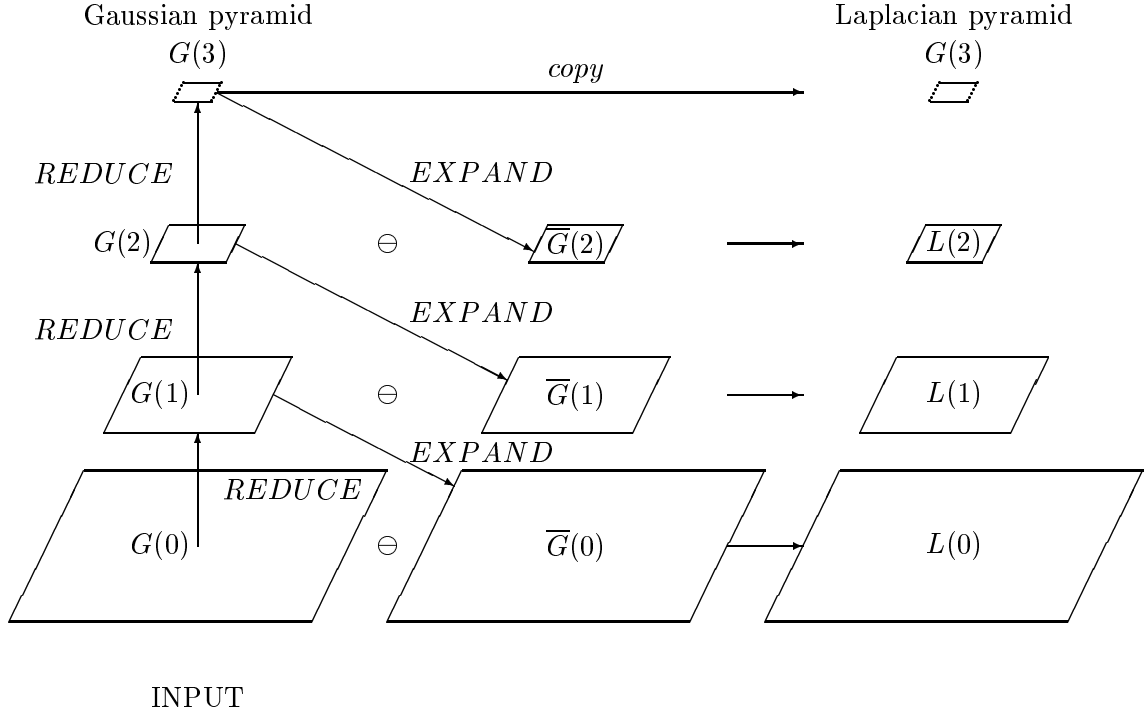 Gaussian pyramid
Laplacian pyramid
G(3)
G(3)
copy
REDUCE
EXPAND
G(2)
⊖
G̅(2)
L(2)
REDUCE
EXPAND
G(1)
⊖
G̅(1)
L(1)
EXPAND
REDUCE
G(0)
⊖
G̅(0)
L(0)
INPUT